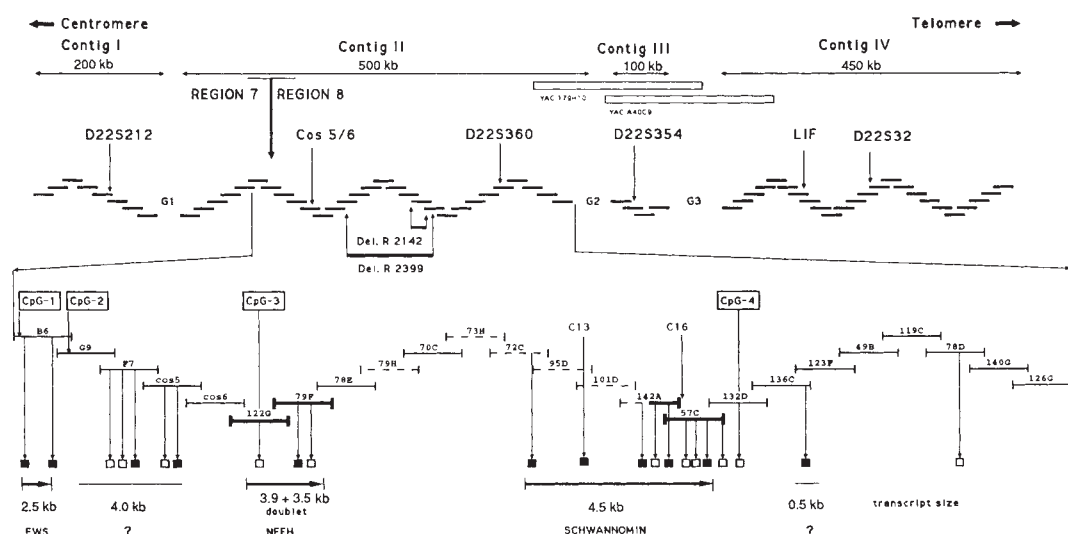 Centromere Telomere
Contig I Contig II Contig III Contig IV
200 kb 500 kb 100 kb 450 kb
YAC 179H10
REGION 7 REGION 8
YAC A40C9
D22S212 Cos 5/6 D22S360 D22S354 LIF D22S32
G1 G2 G3
Del. R 2142
Del. R 2399
CpG-1 CpG-2 CpG-3 CpG-4
B6 73H C13 C16 119C
G9 70C 72C 49B 78D
F7 79H 95D 123F 140G
cos5 78E 101D 136C 126G
cos6 79F 142A 132D
122G 57C
2.5 kb 4.0 kb 3.9 + 3.5 kb 4.5 kb 0.5 kb transcript size
doublet
EWS ? NEFH SCHWANNOMIN ?